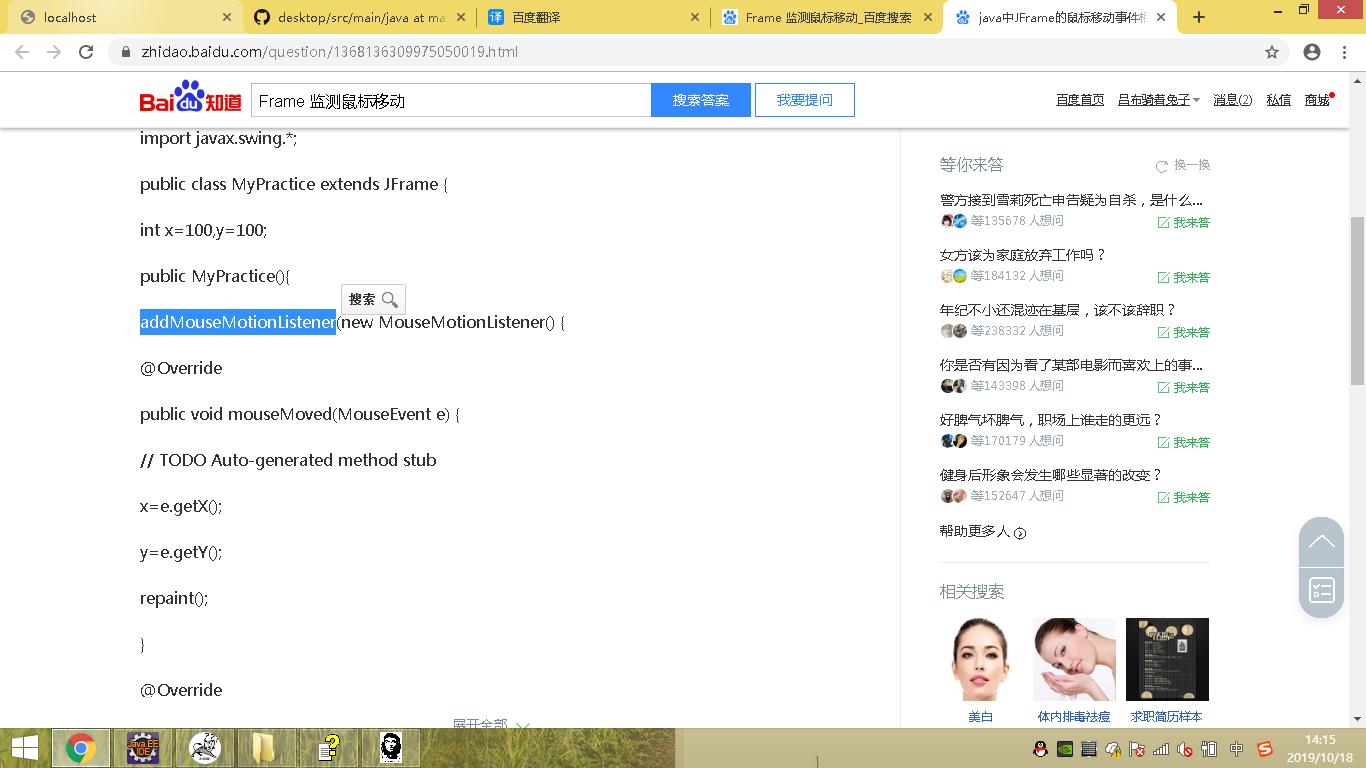 localhost
desktop/src/main/java at ma
百度翻译
Frame 监测鼠标移动_百度搜索
java中JFrame的鼠标移动事件相
zhidao.baidu.com/question/1368136309975050019.html
Baidu知道
Frame 监测鼠标移动
搜索答案
我要提问
百度首页
吕布骑着兔子
消息(2)
私信
商城
import javax.swing.*;
public class MyPractice extends JFrame {
int x=100,y=100;
public MyPractice(){
搜索
addMouseMotionListener(new MouseMotionListener() {
@Override
public void mouseMoved(MouseEvent e) {
// TODO Auto-generated method stub
x=e.getX();
y=e.getY();
repaint();
}
@Override
展开全部
等你来答
换一换
警方接到雪莉死亡申告疑为自杀，是什么...
等135678 人想问
我来答
女方该为家庭放弃工作吗？
等184132 人想问
我来答
年纪不小还混迹在基层，该不该辞职？
等238332 人想问
我来答
你是否有因为看了某部电影而喜欢上的事...
等143398 人想问
我来答
好脾气坏脾气，职场上谁走的更远？
等170179 人想问
我来答
健身后形象会发生哪些显著的改变？
等152647 人想问
我来答
帮助更多人
相关搜索
美白
体内排毒祛痘
求职简历样本
Java EE
IDE
}
中
14:15
2019/10/18